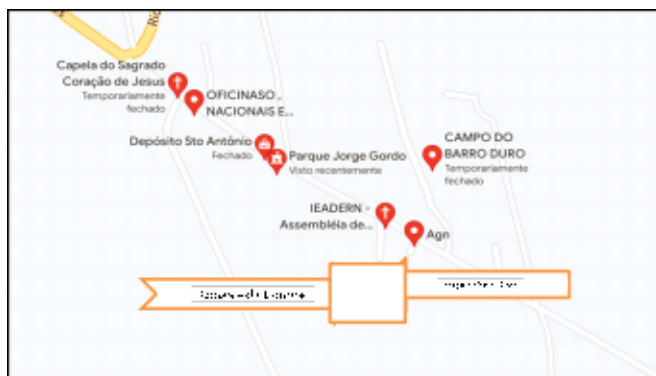 Rio
Capela do Sagrado
Coração de Jesus
Temporariamente
fechado
OFICINASO .
NACIONAIS E...
Depósito Sto Antônio
Fechado
Parque Jorge Gordo
Visto recentemente
CAMPO DO
BARRO DURO
Temporariamente
fechado
IEADERN -
Assembléia de...
Agn